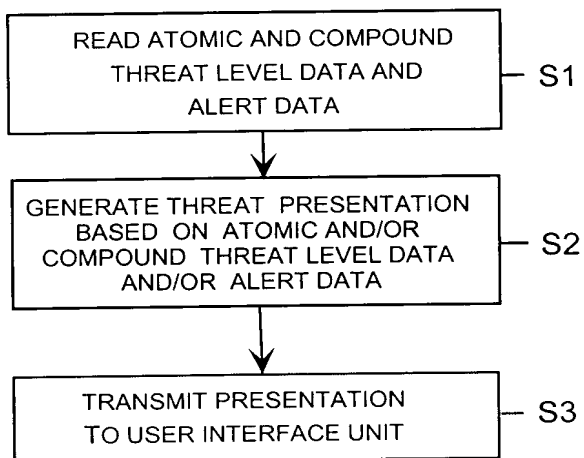 READ ATOMIC AND COMPOUND
THREAT LEVEL DATA AND
ALERT DATA
S1
GENERATE THREAT PRESENTATION
BASED ON ATOMIC AND/OR
COMPOUND THREAT LEVEL DATA
AND/OR ALERT DATA
S2
TRANSMIT PRESENTATION
TO USER INTERFACE UNIT
S3